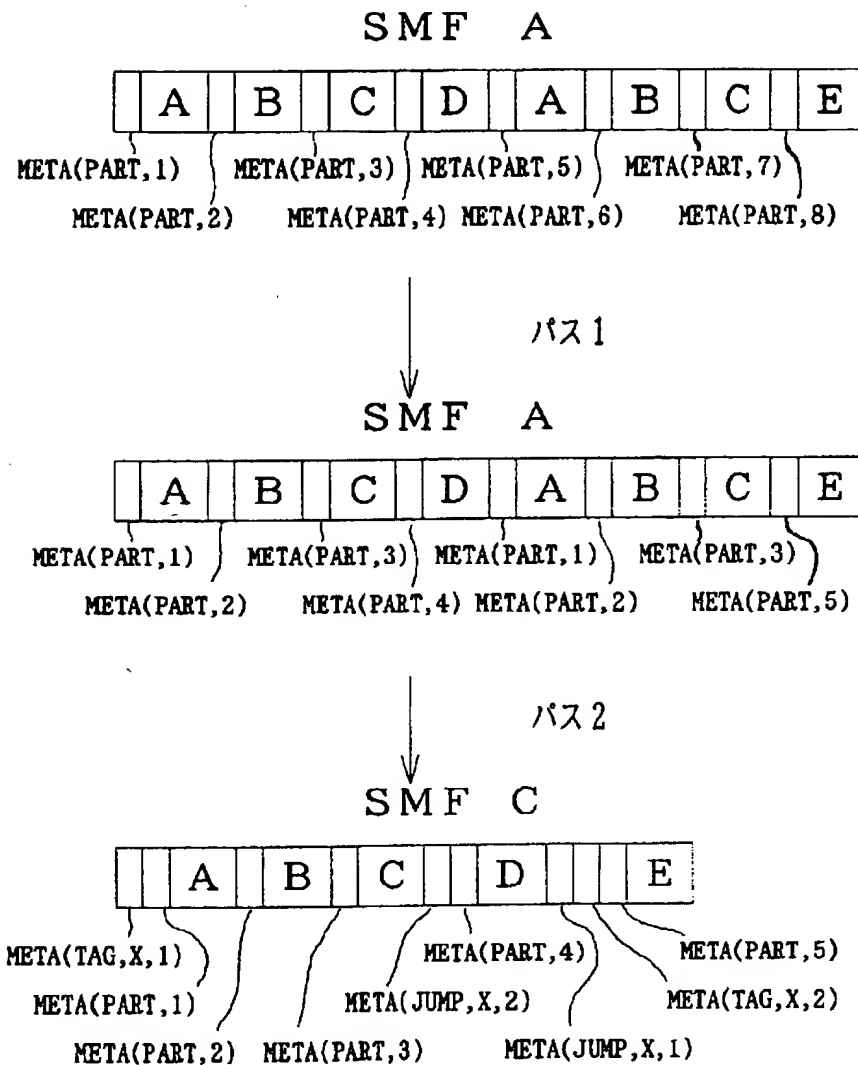 SMF A
A B C D A B C E
META(PART,1) META(PART,3) META(PART,5) META(PART,7)
META(PART,2) META(PART,4) META(PART,6) META(PART,8)
パス1
SMF A
A B C D A B C E
META(PART,1) META(PART,3) META(PART,1) META(PART,3)
META(PART,2) META(PART,4) META(PART,2) META(PART,5)
パス2
SMF C
A B C D E
META(TAG,X,1) META(PART,4) META(PART,5)
META(PART,1) META(JUMP,X,2) META(TAG,X,2)
META(PART,2) META(PART,3) META(JUMP,X,1)